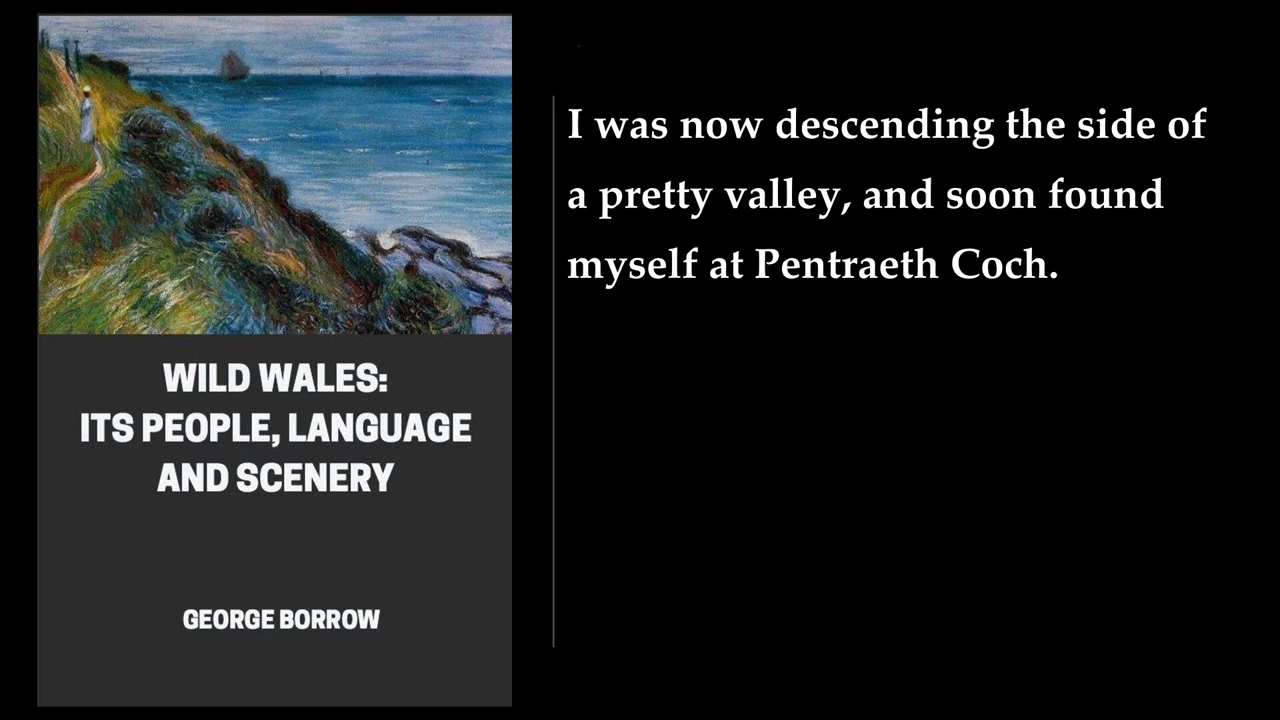 WILD WALES:
ITS PEOPLE, LANGUAGE
AND SCENERY
GEORGE BORROW
I was now descending the side of
a pretty valley, and soon found
myself at Pentraeth Coch.